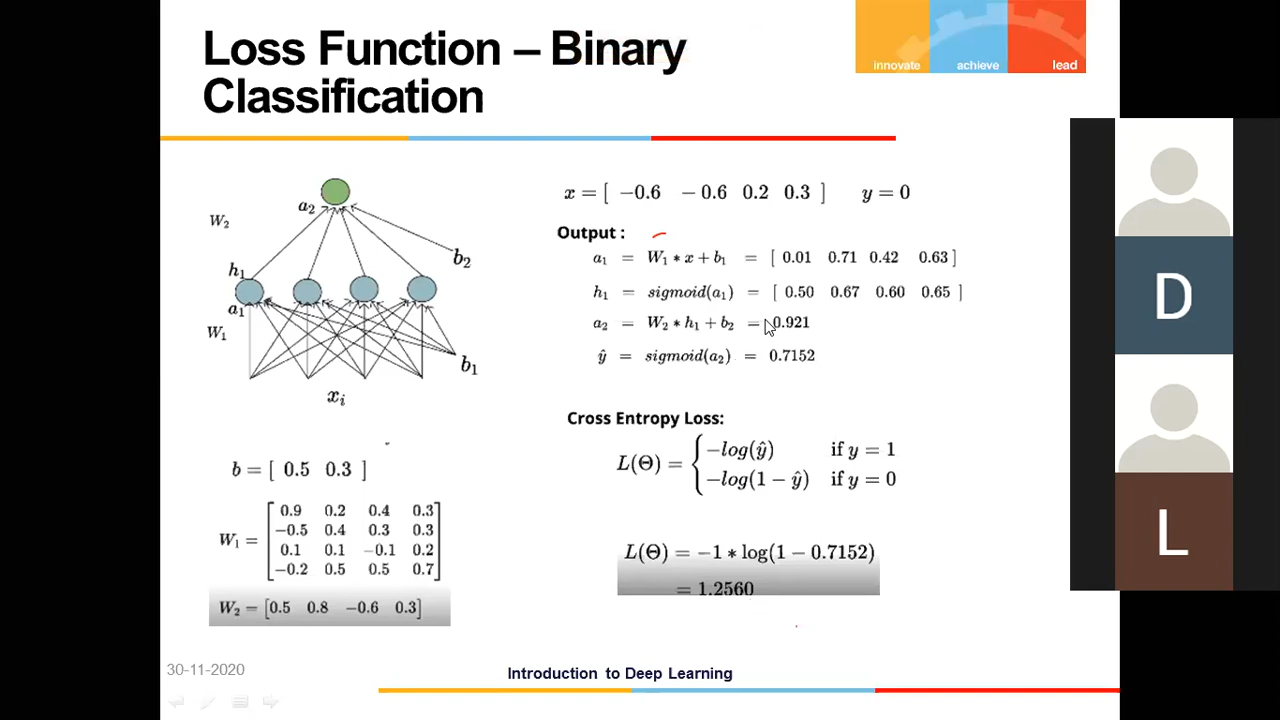 Loss Function – Binary
Classification
innovate achieve lead
x = [ −0.6 − 0.6 0.2 0.3 ] y = 0
Output :
a₁ = W₁ ∗ x + b₁ = [ 0.01 0.71 0.42 0.63 ]
h₁ = sigmoid(a₁) = [ 0.50 0.67 0.60 0.65 ]
a₂ = W₂ ∗ h₁ + b₂ = 0.921
ŷ = sigmoid(a₂) = 0.7152
a₂
W₂
b₂
h₁
a₁
W₁
b₁
xᵢ
Cross Entropy Loss:
L(Θ) = { −log(ŷ) if y = 1
−log(1 − ŷ) if y = 0
L(Θ) = −1 ∗ log(1 − 0.7152)
= 1.2560
b = [ 0.5 0.3 ]
W₁ = [ 0.9 0.2 0.4 0.3
−0.5 0.4 0.3 0.3
0.1 0.1 −0.1 0.2
−0.2 0.5 0.5 0.7 ]
W₂ = [0.5 0.8 −0.6 0.3]
30-11-2020
Introduction to Deep Learning
D
L